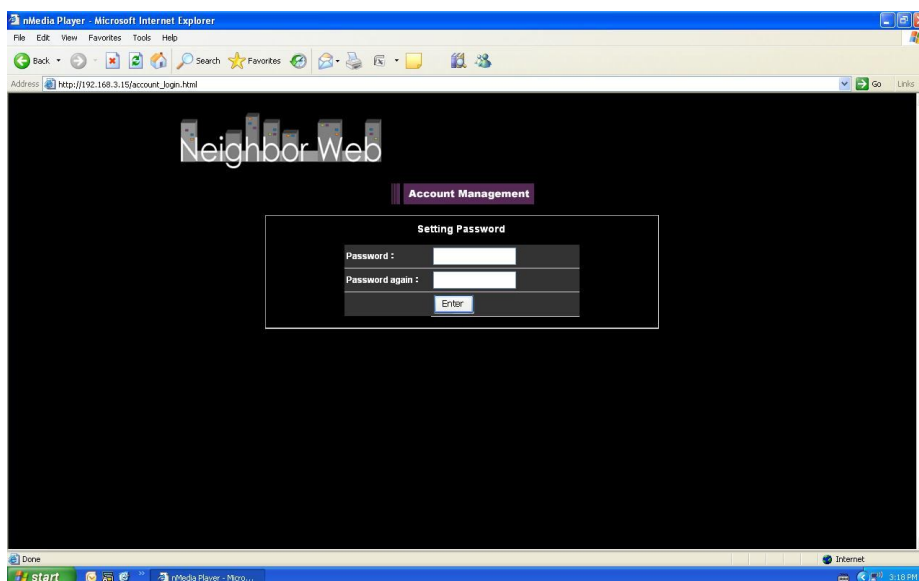 nMedia Player - Microsoft Internet Explorer
File Edit View Favorites Tools Help
Back Search Favorites
Address http://192.168.3.15/account_login.html Go Links
Neighbor Web
Account Management
Setting Password
Password :
Password again :
Enter
Done Internet
start nMedia Player - Micro... 3:18 PM